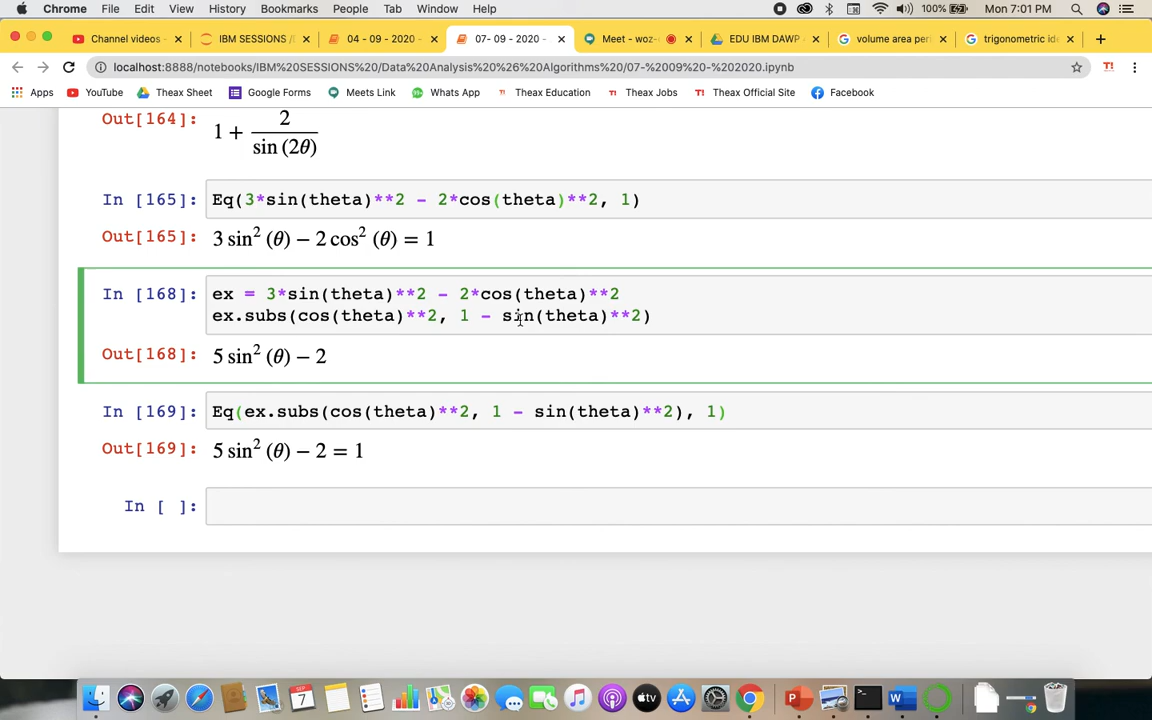 Chrome File Edit View History Bookmarks People Tab Window Help 100% Mon 7:01 PM
Channel videos - IBM SESSIONS / 04 - 09 - 2020 - 07- 09 - 2020 - Meet - woz- EDU IBM DAWP volume area peri trigonometric ide
localhost:8888/notebooks/IBM%20SESSIONS%20/Data%20Analysis%20%26%20Algorithms%20/07-%2009%20-%202020.ipynb T!
Apps YouTube Theax Sheet Google Forms Meets Link Whats App Theax Education T! Theax Jobs T! Theax Official Site Facebook
Out[164]: 1 + 2 / sin (2θ)
In [165]: Eq(3*sin(theta)**2 - 2*cos(theta)**2, 1)
Out[165]: 3 sin² (θ) − 2 cos² (θ) = 1
In [168]: ex = 3*sin(theta)**2 - 2*cos(theta)**2
ex.subs(cos(theta)**2, 1 - sin(theta)**2)
Out[168]: 5 sin² (θ) − 2
In [169]: Eq(ex.subs(cos(theta)**2, 1 - sin(theta)**2), 1)
Out[169]: 5 sin² (θ) − 2 = 1
In [ ]:
SEP
7
tv